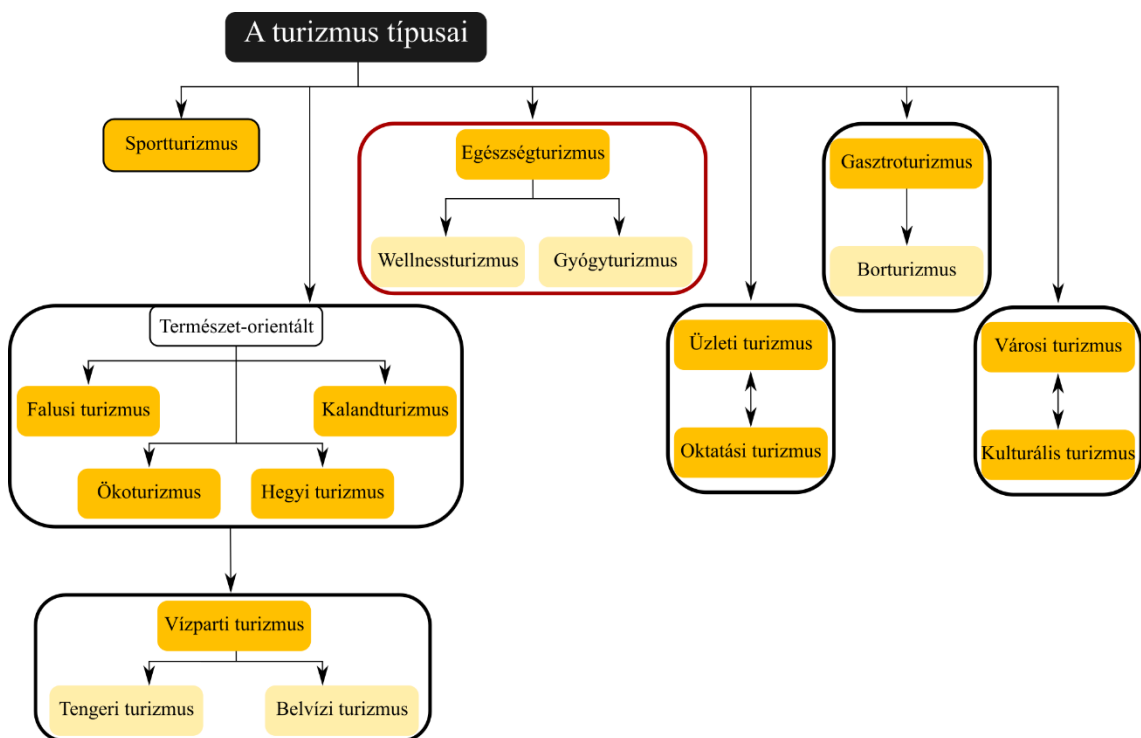 A turizmus típusai
Sportturizmus
Egészségturizmus
Gasztroturizmus
Wellnessturizmus
Gyógyturizmus
Borturizmus
Természet-orientált
Üzleti turizmus
Városi turizmus
Falusi turizmus
Kalandturizmus
Oktatási turizmus
Kulturális turizmus
Ökoturizmus
Hegyi turizmus
Vízparti turizmus
Tengeri turizmus
Belvízi turizmus